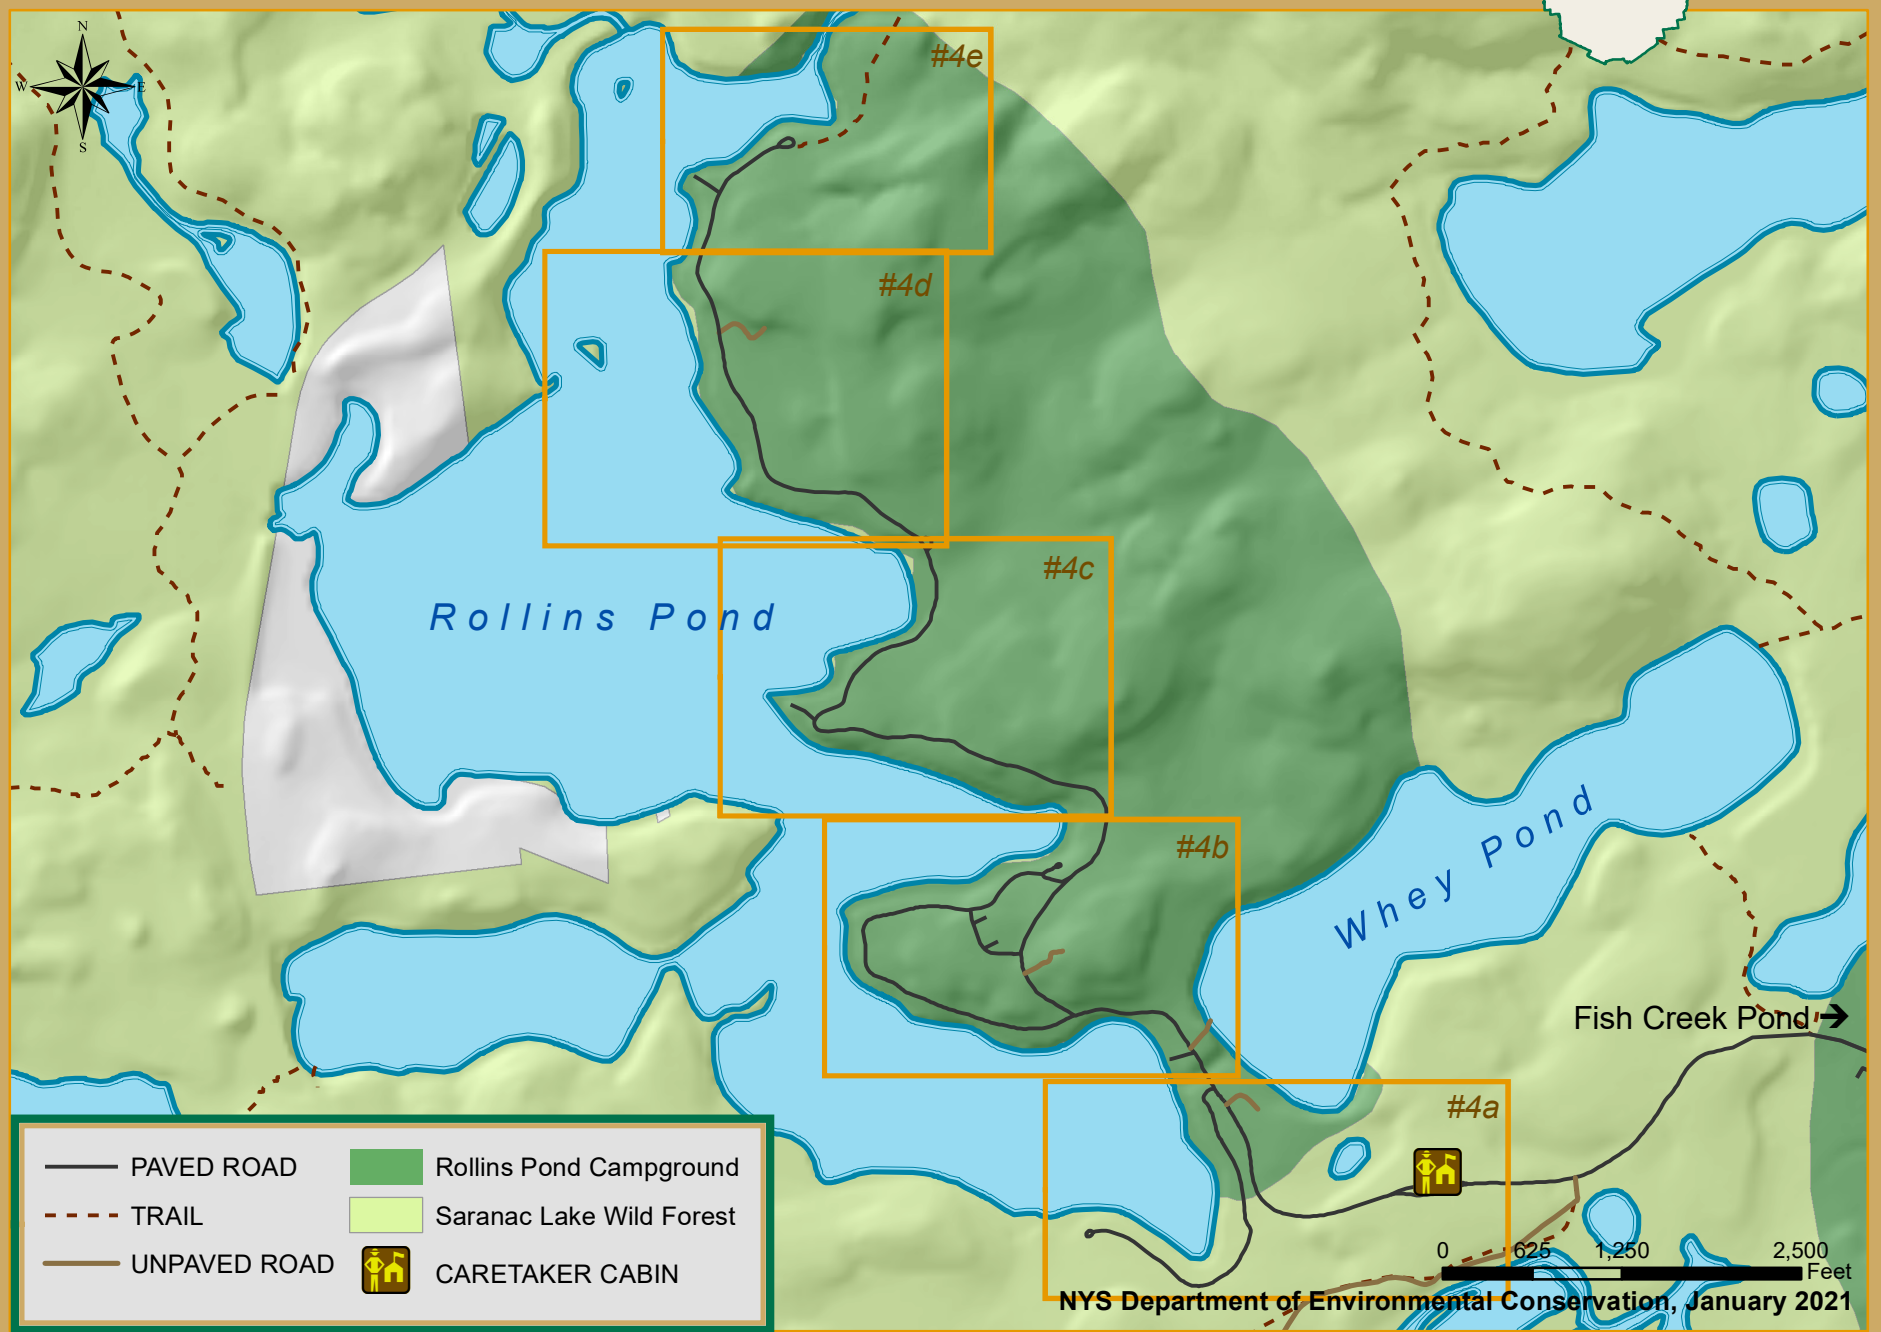 N
W E
S
#4e
#4d
#4c
Rollins Pond
#4b
Whey Pond
Fish Creek Pond →
#4a
PAVED ROAD
TRAIL
UNPAVED ROAD
Rollins Pond Campground
Saranac Lake Wild Forest
CARETAKER CABIN
0 625 1,250 2,500
Feet
NYS Department of Environmental Conservation, January 2021